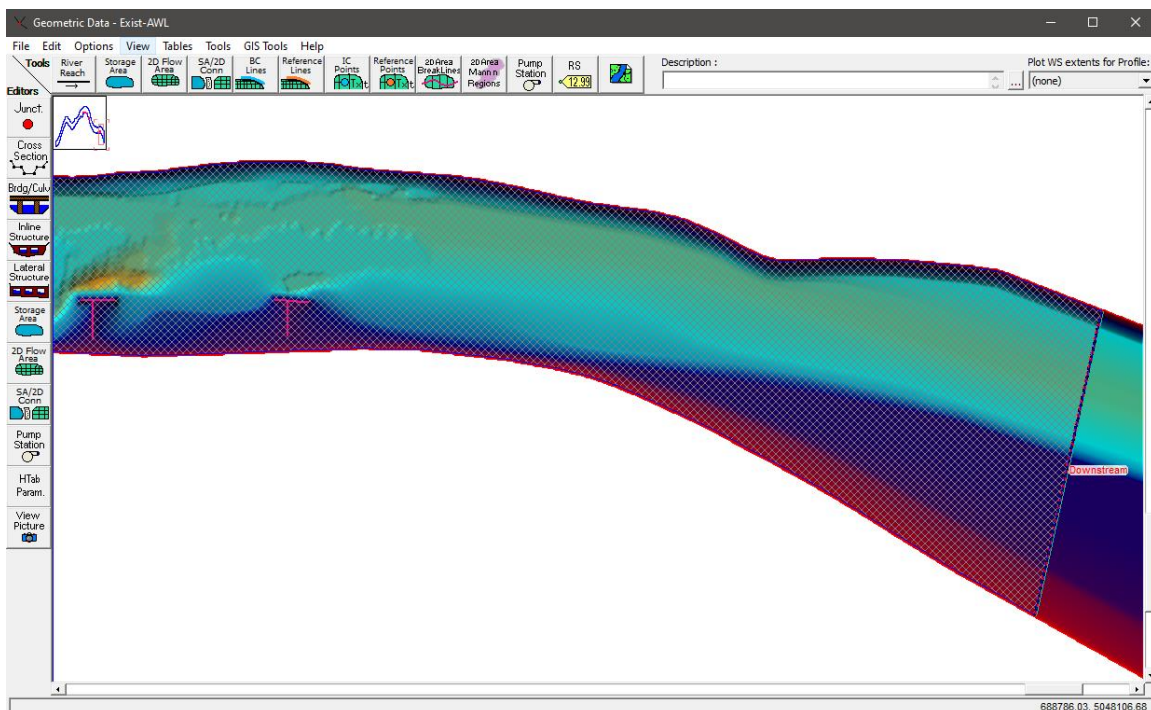 Geometric Data - Exist-AWL
File Edit Options View Tables Tools GIS Tools Help
Tools
Editors
River
Reach
Storage
Area
2D Flow
Area
SA/2D
Conn
BC
Lines
Reference
Lines
IC
Points
Reference
Points
2D Area
BreakLines
2D Area
Mann n
Regions
Pump
Station
RS
12.99
Description :
...
Plot WS extents for Profile:
(none)
Junct.
Cross
Section
Brdg/Culv
Inline
Structure
Lateral
Structure
Storage
Area
2D Flow
Area
SA/2D
Conn
Pump
Station
HTab
Param.
View
Picture
Downstream
688786.03, 5048106.68